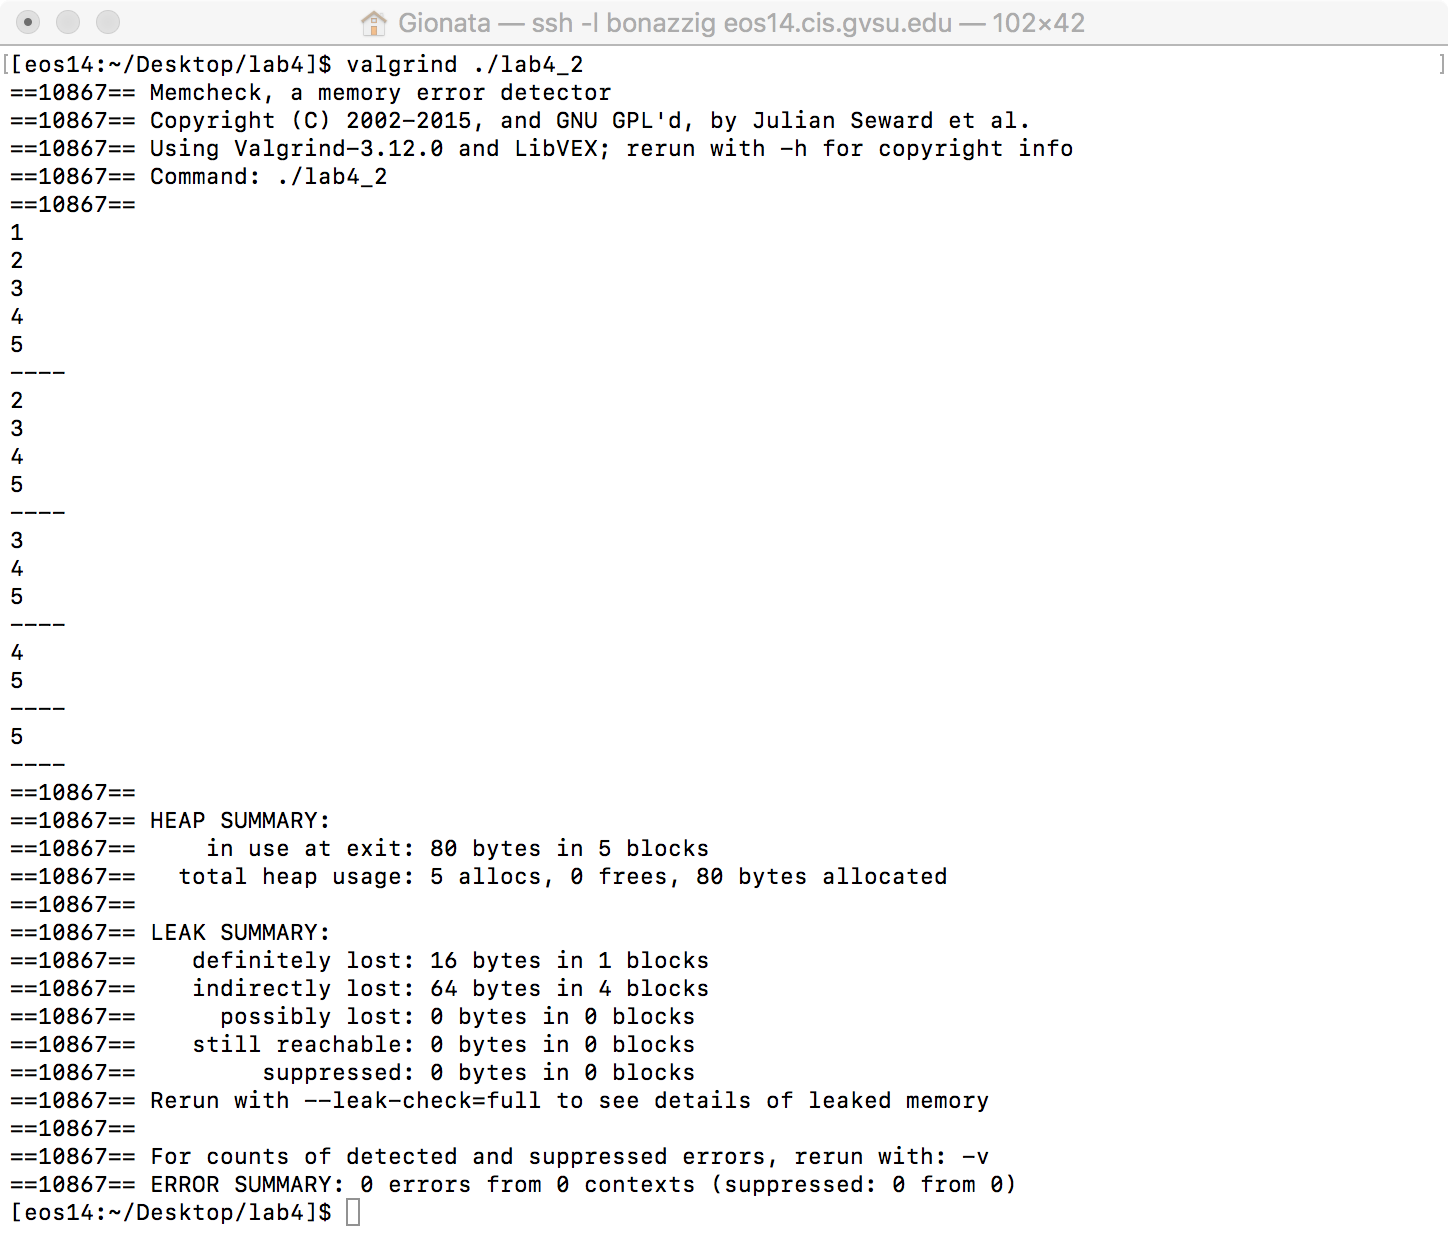 Gionata — ssh -l bonazzig eos14.cis.gvsu.edu — 102×42
[[eos14:~/Desktop/lab4]$ valgrind ./lab4_2 ]
==10867== Memcheck, a memory error detector
==10867== Copyright (C) 2002-2015, and GNU GPL'd, by Julian Seward et al.
==10867== Using Valgrind-3.12.0 and LibVEX; rerun with -h for copyright info
==10867== Command: ./lab4_2
==10867==
1
2
3
4
5
----
2
3
4
5
----
3
4
5
----
4
5
----
5
----
==10867==
==10867== HEAP SUMMARY:
==10867==     in use at exit: 80 bytes in 5 blocks
==10867==   total heap usage: 5 allocs, 0 frees, 80 bytes allocated
==10867==
==10867== LEAK SUMMARY:
==10867==    definitely lost: 16 bytes in 1 blocks
==10867==    indirectly lost: 64 bytes in 4 blocks
==10867==      possibly lost: 0 bytes in 0 blocks
==10867==    still reachable: 0 bytes in 0 blocks
==10867==         suppressed: 0 bytes in 0 blocks
==10867== Rerun with --leak-check=full to see details of leaked memory
==10867==
==10867== For counts of detected and suppressed errors, rerun with: -v
==10867== ERROR SUMMARY: 0 errors from 0 contexts (suppressed: 0 from 0)
[eos14:~/Desktop/lab4]$